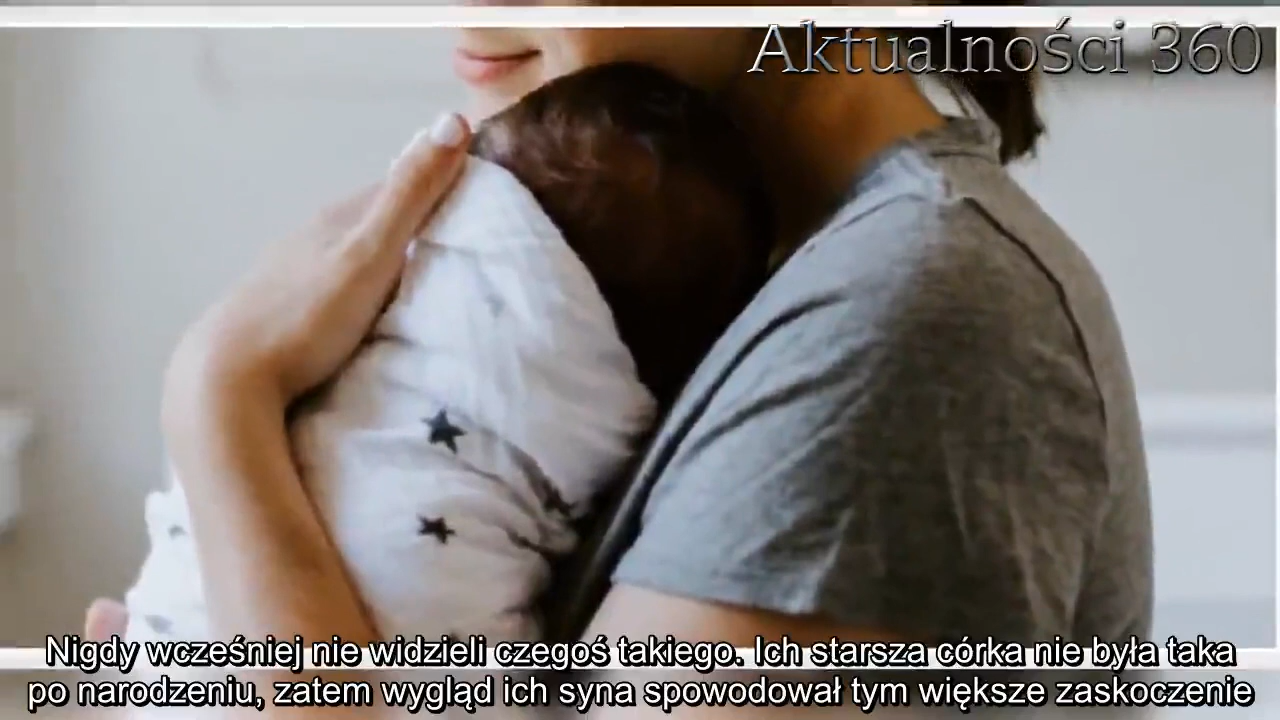 Aktualności 360
Nigdy wcześniej nie widzieli czegoś takiego. Ich starsza córka nie była taka
po narodzeniu, zatem wygląd ich syna spowodował tym większe zaskoczenie